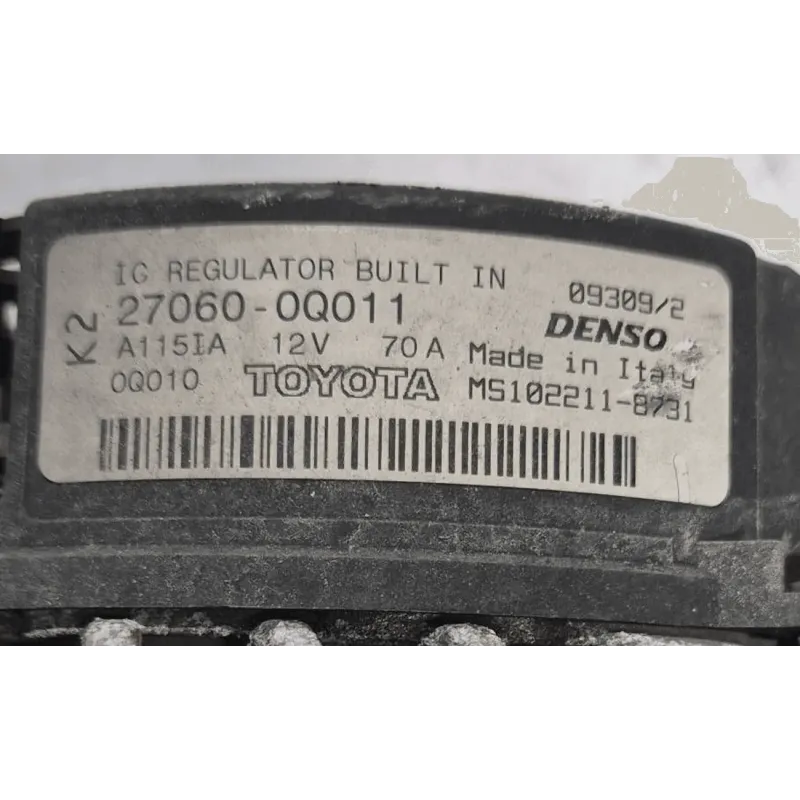 IC REGULATOR BUILT IN
09309/2
K2
27060-0Q011
DENSO
A115IA 12V 70A
Made in Italy
0Q010
TOYOTA
MS102211-8731